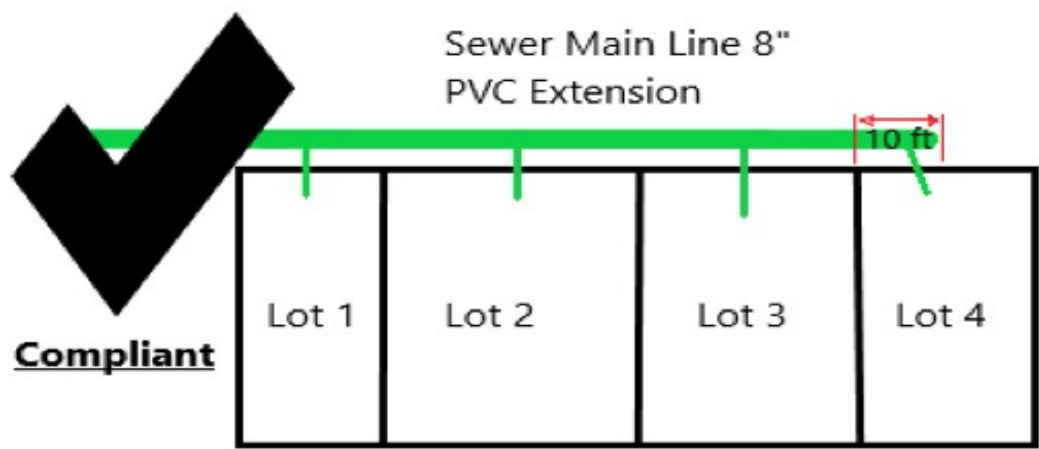 Sewer Main Line 8"
PVC Extension
10 ft
Lot 1
Lot 2
Lot 3
Lot 4
Compliant